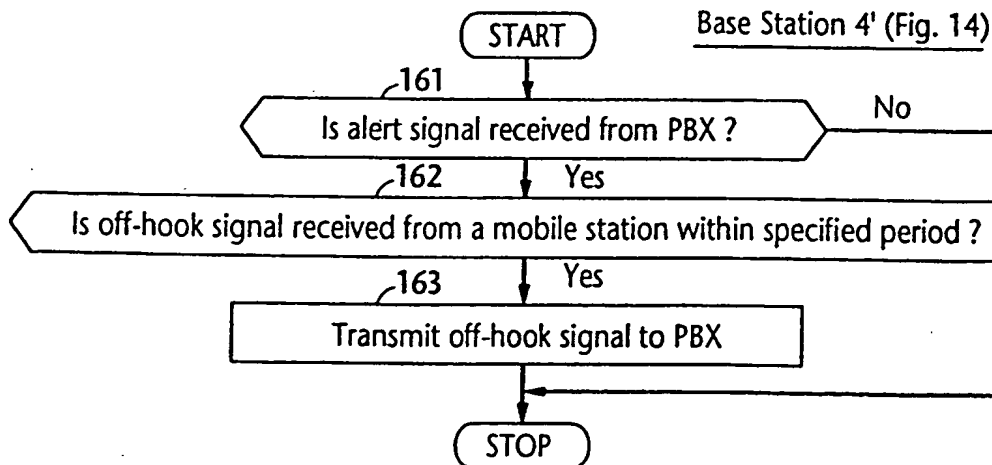 Base Station 4' (Fig. 14)
START
161
Is alert signal received from PBX ?
No
Yes
162
Is off-hook signal received from a mobile station within specified period ?
Yes
163
Transmit off-hook signal to PBX
STOP